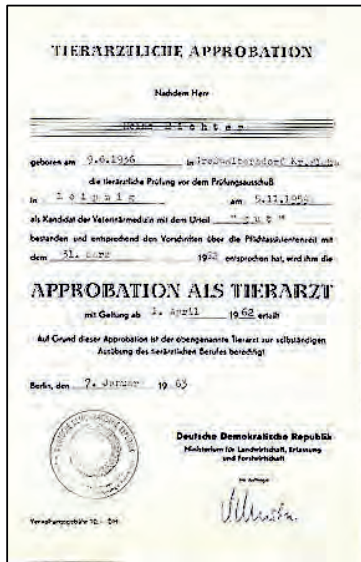 TIERÄRZTLICHE APPROBATION
Nachdem Herr
geboren am 9.6.1936 in
die tierärztliche Prüfung vor dem Prüfungsausschuß
in Leipzig am 9.11.
als Kandidat der Veterinärmedizin mit dem Urteil "gut"
bestanden und entsprechend den Vorschriften über die Pflichtassistentenzeit mit
dem 31. März 19 entsprochen hat, wird ihm die
APPROBATION ALS TIERARZT
mit Geltung ab 1. April 1962 erteilt
Auf Grund dieser Approbation ist der obengenannte Tierarzt zur selbständigen
Ausübung des tierärztlichen Berufes berechtigt
Berlin, den 7. Januar 1963
Deutsche Demokratische Republik
Ministerium für Landwirtschaft, Erfassung
und Forstwirtschaft
Verwaltungsgebühr 10,- DM